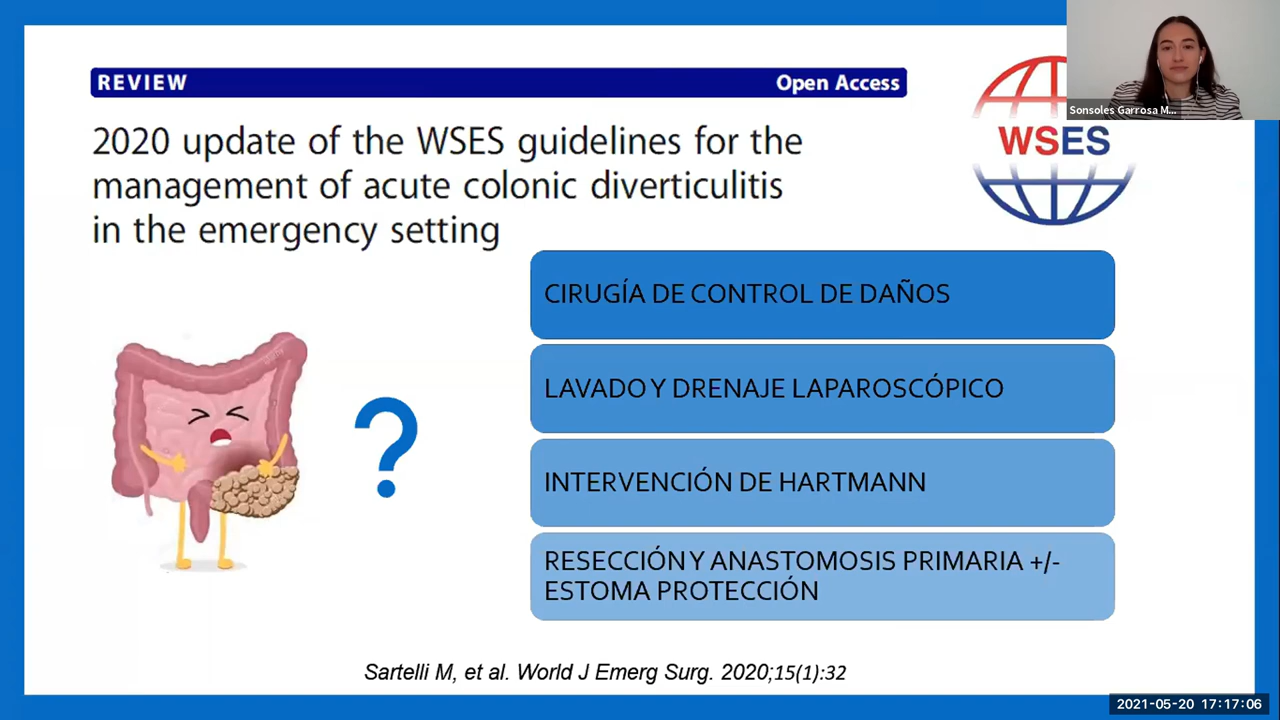 REVIEW Open Access
2020 update of the WSES guidelines for the
management of acute colonic diverticulitis
in the emergency setting
WSES
Sonsoles Garrosa M...
CIRUGÍA DE CONTROL DE DAÑOS
LAVADO Y DRENAJE LAPAROSCÓPICO
?
INTERVENCIÓN DE HARTMANN
RESECCIÓN Y ANASTOMOSIS PRIMARIA +/-
ESTOMA PROTECCIÓN
Sartelli M, et al. World J Emerg Surg. 2020;15(1):32
2021-05-20 17:17:06